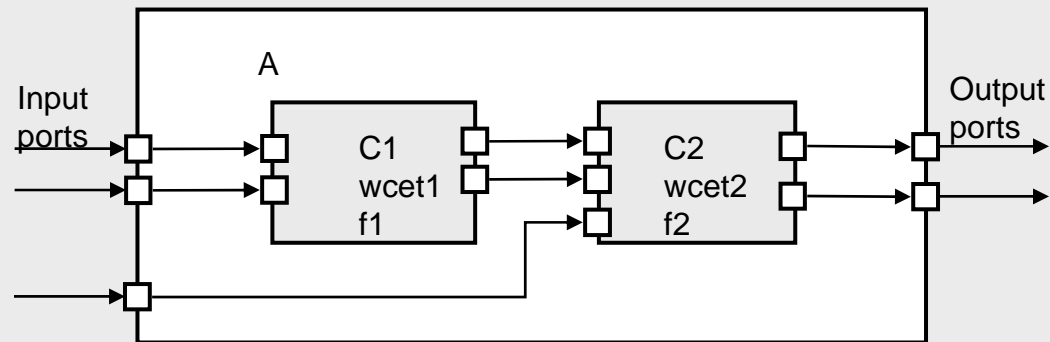 A
Input
ports
C1
wcet1
f1
C2
wcet2
f2
Output
ports